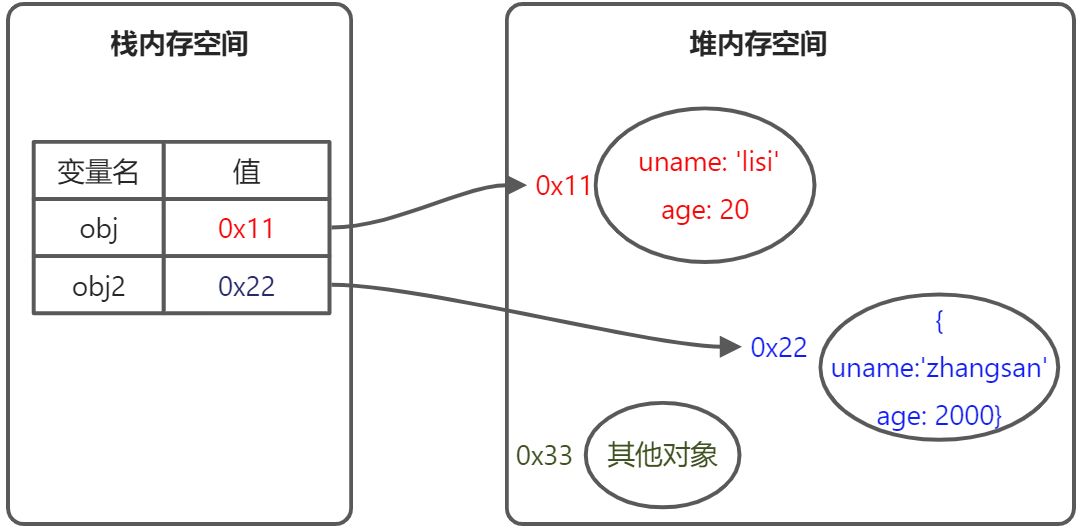 栈内存空间
堆内存空间
变量名 值
obj 0x11
obj2 0x22
0x11
uname: 'lisi'
age: 20
0x22
{
uname:'zhangsan'
age: 2000}
0x33
其他对象